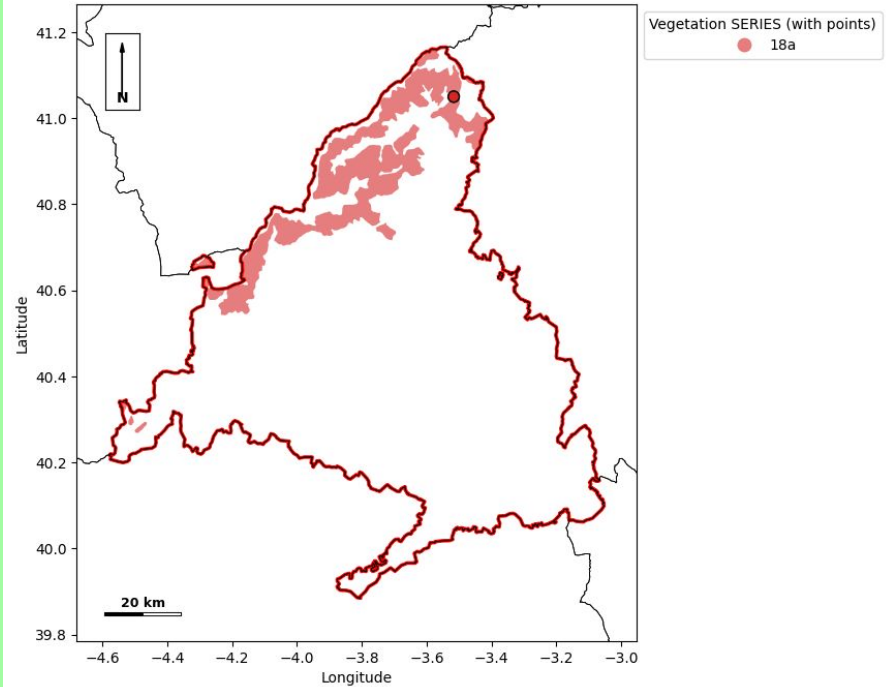 Vegetation SERIES (with points)
18a
N
41.2
41.0
40.8
40.6
40.4
40.2
40.0
39.8
Latitude
20 km
−4.6 −4.4 −4.2 −4.0 −3.8 −3.6 −3.4 −3.2 −3.0
Longitude